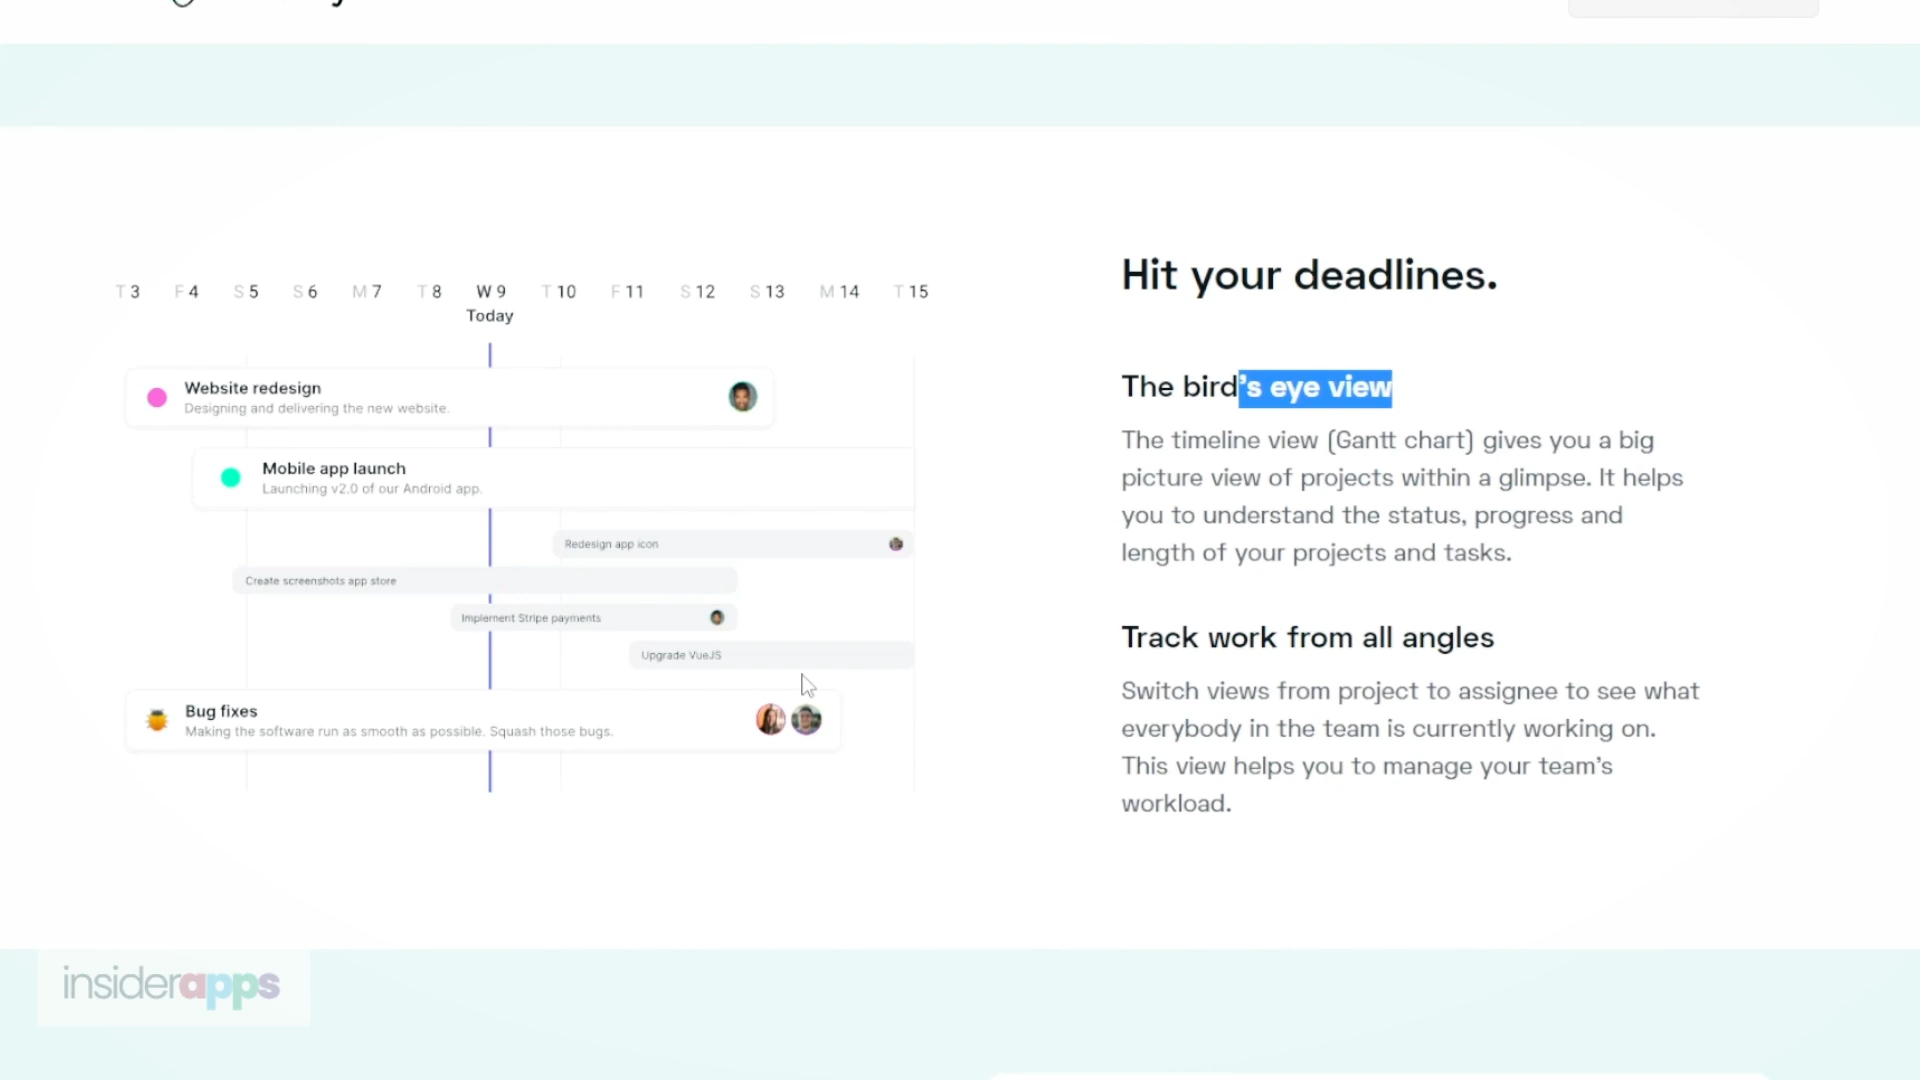 T 3 F 4 S 5 S 6 M 7 T 8 W 9 T 10 F 11 S 12 S 13 M 14 T 15
Today
Website redesign
Designing and delivering the new website.
Mobile app launch
Launching v2.0 of our Android app.
Redesign app icon
Create screenshots app store
Implement Stripe payments
Upgrade VueJS
Bug fixes
Making the software run as smooth as possible. Squash those bugs.
Hit your deadlines.
The bird’s eye view
The timeline view (Gantt chart) gives you a big
picture view of projects within a glimpse. It helps
you to understand the status, progress and
length of your projects and tasks.
Track work from all angles
Switch views from project to assignee to see what
everybody in the team is currently working on.
This view helps you to manage your team’s
workload.
insiderapps